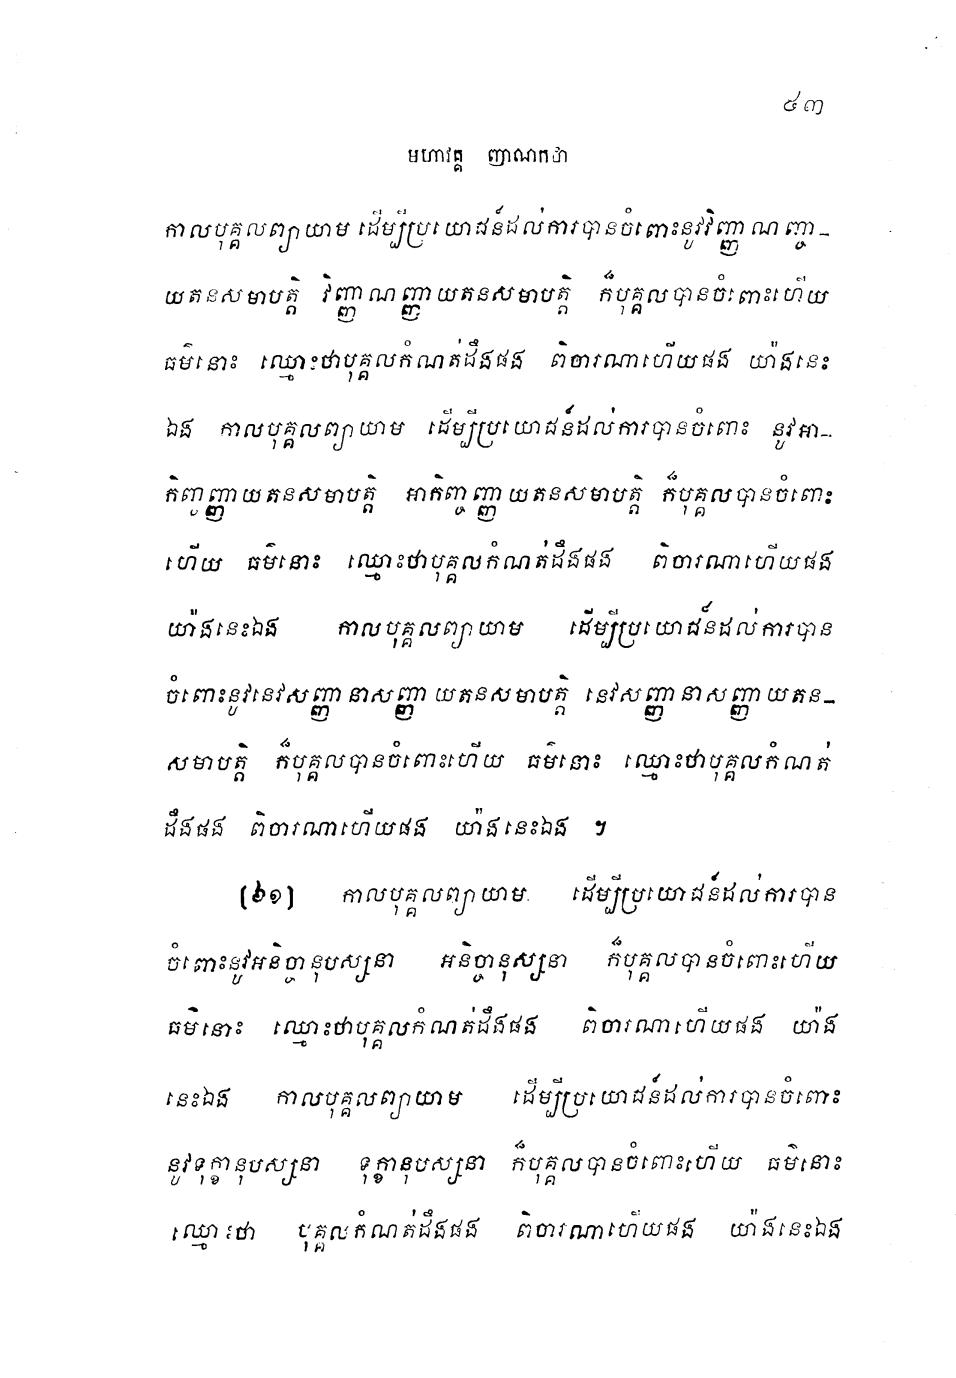 ៤៣
មហាវគ្គ ញាណកថា
កាលបុគ្គលព្យាយាម ដើម្បីប្រយោជន៍ដល់ការបានចំពោះនូវវិញ្ញាណញ្ចា-
យតនសមាបត្តិ វិញ្ញាណញ្ចាយតនសមាបត្តិ ក៏បុគ្គលបានចំពោះហើយ
ធម៌នោះ ឈ្មោះថាបុគ្គលកំណត់ដឹងផង ពិចារណាហើយផង យ៉ាងនេះ
ឯង កាលបុគ្គលព្យាយាម ដើម្បីប្រយោជន៍ដល់ការបានចំពោះ នូវអា-
កិញ្ចញ្ញាយតនសមាបត្តិ អាកិញ្ចញ្ញាយតនសមាបត្តិ ក៏បុគ្គលបានចំពោះ
ហើយ ធម៌នោះ ឈ្មោះថាបុគ្គលកំណត់ដឹងផង ពិចារណាហើយផង
យ៉ាងនេះឯង កាលបុគ្គលព្យាយាម ដើម្បីប្រយោជន៍ដល់ការបាន
ចំពោះនូវនេវសញ្ញានាសញ្ញាយតនសមាបត្តិ នេវសញ្ញានាសញ្ញាយតន-
សមាបត្តិ ក៏បុគ្គលបានចំពោះហើយ ធម៌នោះ ឈ្មោះថាបុគ្គលកំណត់
ដឹងផង ពិចារណាហើយផង យ៉ាងនេះឯង ។
(៦១) កាលបុគ្គលព្យាយាម ដើម្បីប្រយោជន៍ដល់ការបាន
ចំពោះនូវអនិច្ចានុបស្សនា អនិច្ចានុស្សនា ក៏បុគ្គលបានចំពោះហើយ
ធម៌នោះ ឈ្មោះថាបុគ្គលកំណត់ដឹងផង ពិចារណាហើយផង យ៉ាង
នេះឯង កាលបុគ្គលព្យាយាម ដើម្បីប្រយោជន៍ដល់ការបានចំពោះ
នូវទុក្ខានុបស្សនា ទុក្ខានុបស្សនា ក៏បុគ្គលបានចំពោះហើយ ធម៌នោះ
ឈ្មោះថា បុគ្គលកំណត់ដឹងផង ពិចារណាហើយផង យ៉ាងនេះឯង